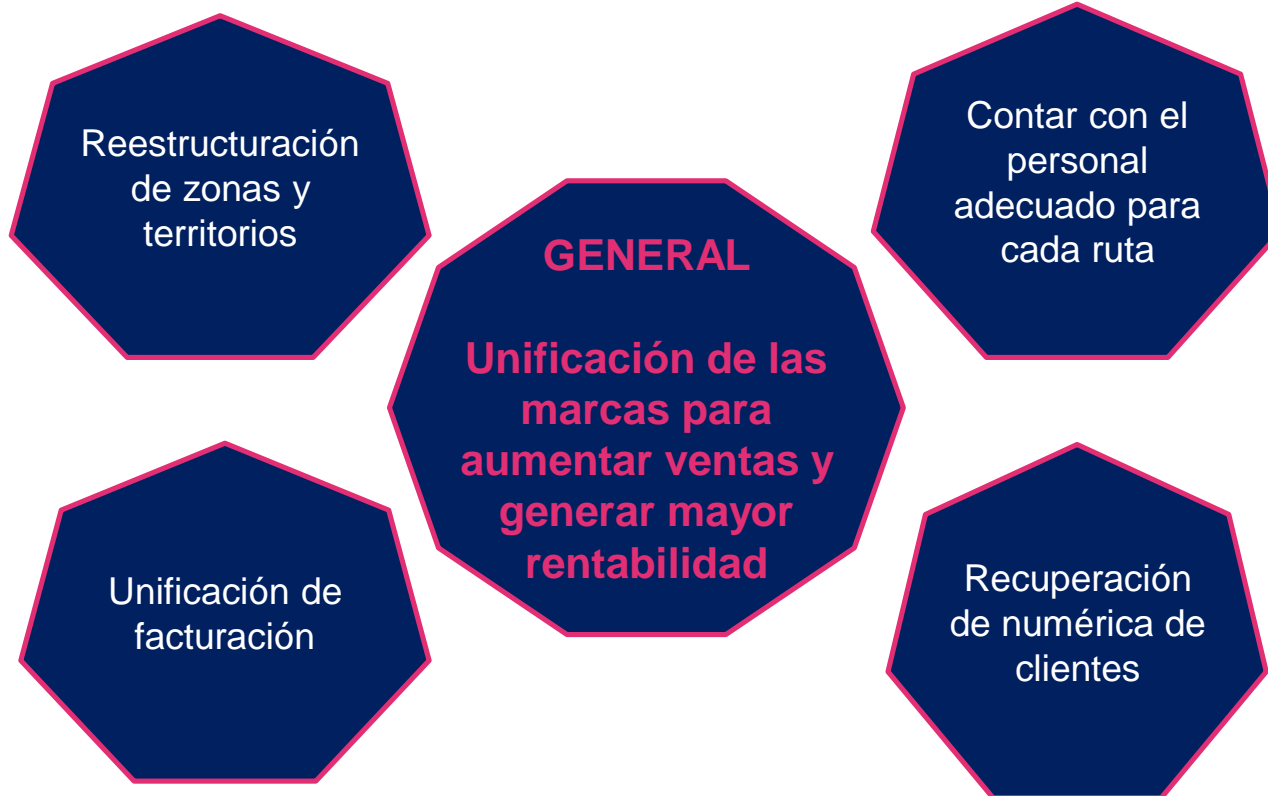 Reestructuración
de zonas y
territorios
Contar con el
personal
adecuado para
cada ruta
GENERAL
Unificación de las
marcas para
aumentar ventas y
generar mayor
rentabilidad
Unificación de
facturación
Recuperación
de numérica de
clientes